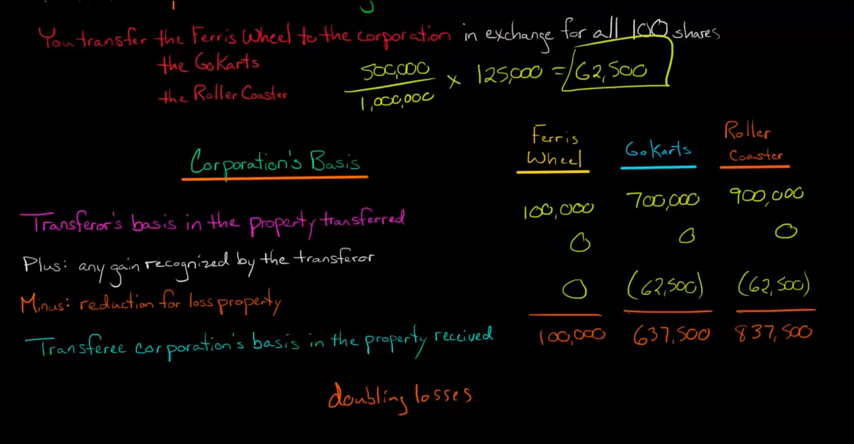 You transfer the Ferris Wheel to the corporation in exchange for all 100 shares
the GoKarts
the Roller Coaster
500,000 / 1,000,000 x 125,000 = 62,500
Corporation's Basis
Ferris Wheel
GoKarts
Roller Coaster
Transferor's basis in the property transferred 100,000 700,000 900,000
Plus: any gain recognized by the transferor 0 0 0
Minus: reduction for loss property 0 (62,500) (62,500)
Transferee corporation's basis in the property received 100,000 637,500 837,500
doubling losses